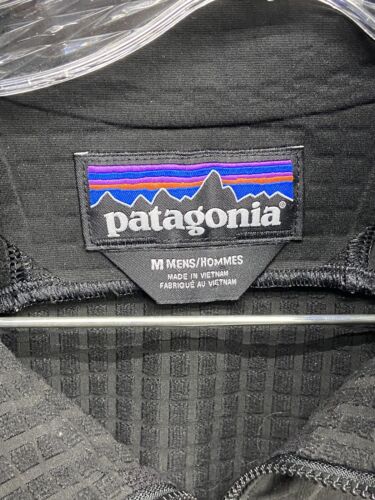 patagonia®
M MENS/HOMMES
MADE IN VIETNAM
FABRIQUÉ AU VIETNAM